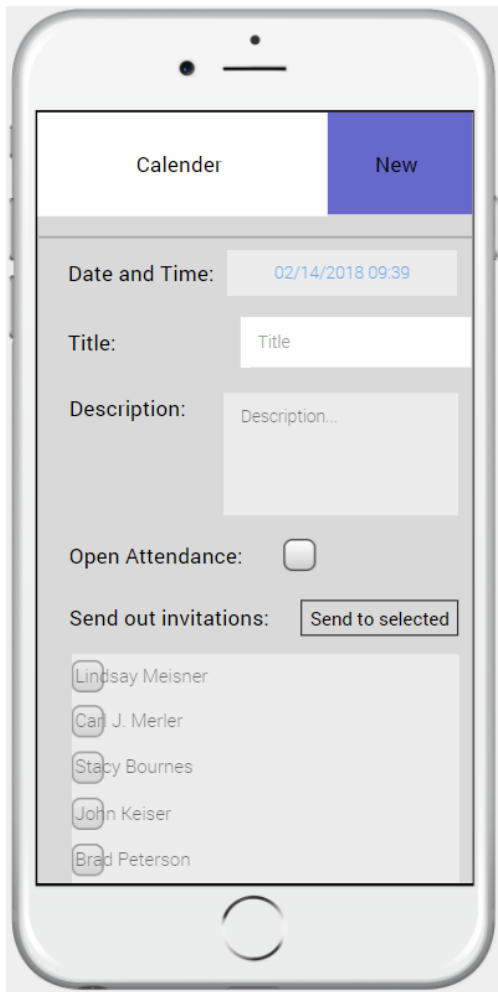 Calender New
Date and Time: 02/14/2018 09:39
Title: Title
Description: Description...
Open Attendance:
Send out invitations: Send to selected
Lindsay Meisner
Carl J. Merler
Stacy Bournes
John Keiser
Brad Peterson